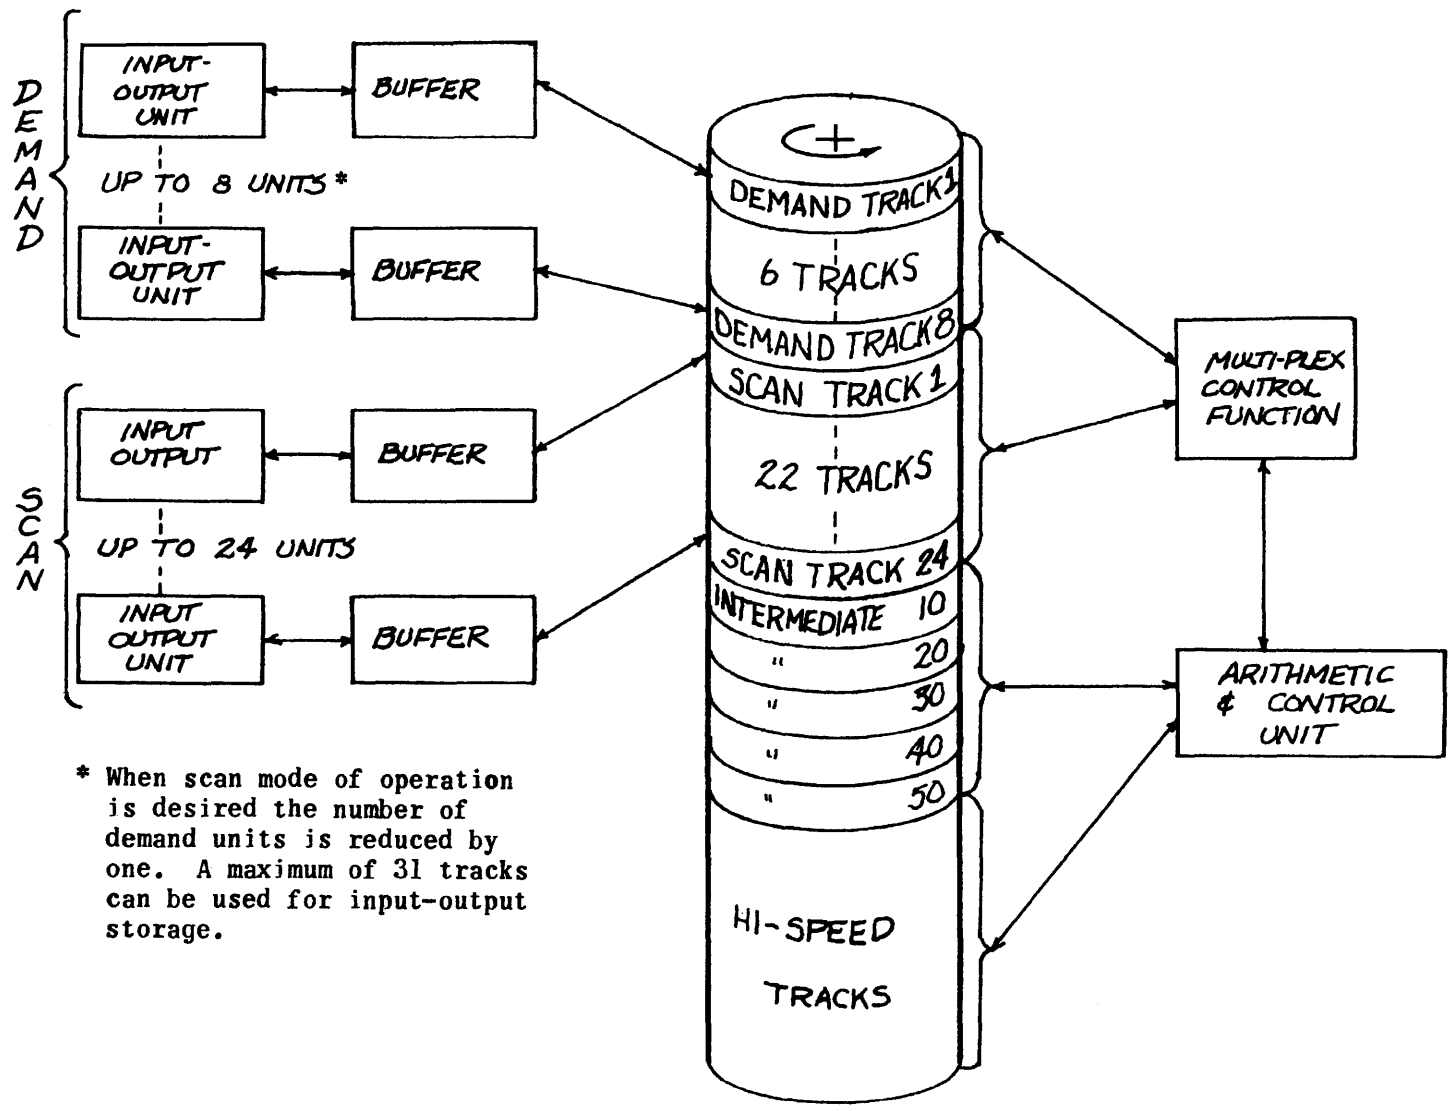 DEMAND
INPUT-
OUTPUT
UNIT
BUFFER
UP TO 8 UNITS *
INPUT-
OUTPUT
UNIT
BUFFER
SCAN
INPUT
OUTPUT
BUFFER
UP TO 24 UNITS
INPUT
OUTPUT
UNIT
BUFFER
* When scan mode of operation
is desired the number of
demand units is reduced by
one. A maximum of 31 tracks
can be used for input-output
storage.
DEMAND TRACK 1
6 TRACKS
DEMAND TRACK 8
SCAN TRACK 1
22 TRACKS
SCAN TRACK 24
INTERMEDIATE 10
" 20
" 30
" 40
" 50
HI-SPEED
TRACKS
MULTI-PLEX
CONTROL
FUNCTION
ARITHMETIC
& CONTROL
UNIT